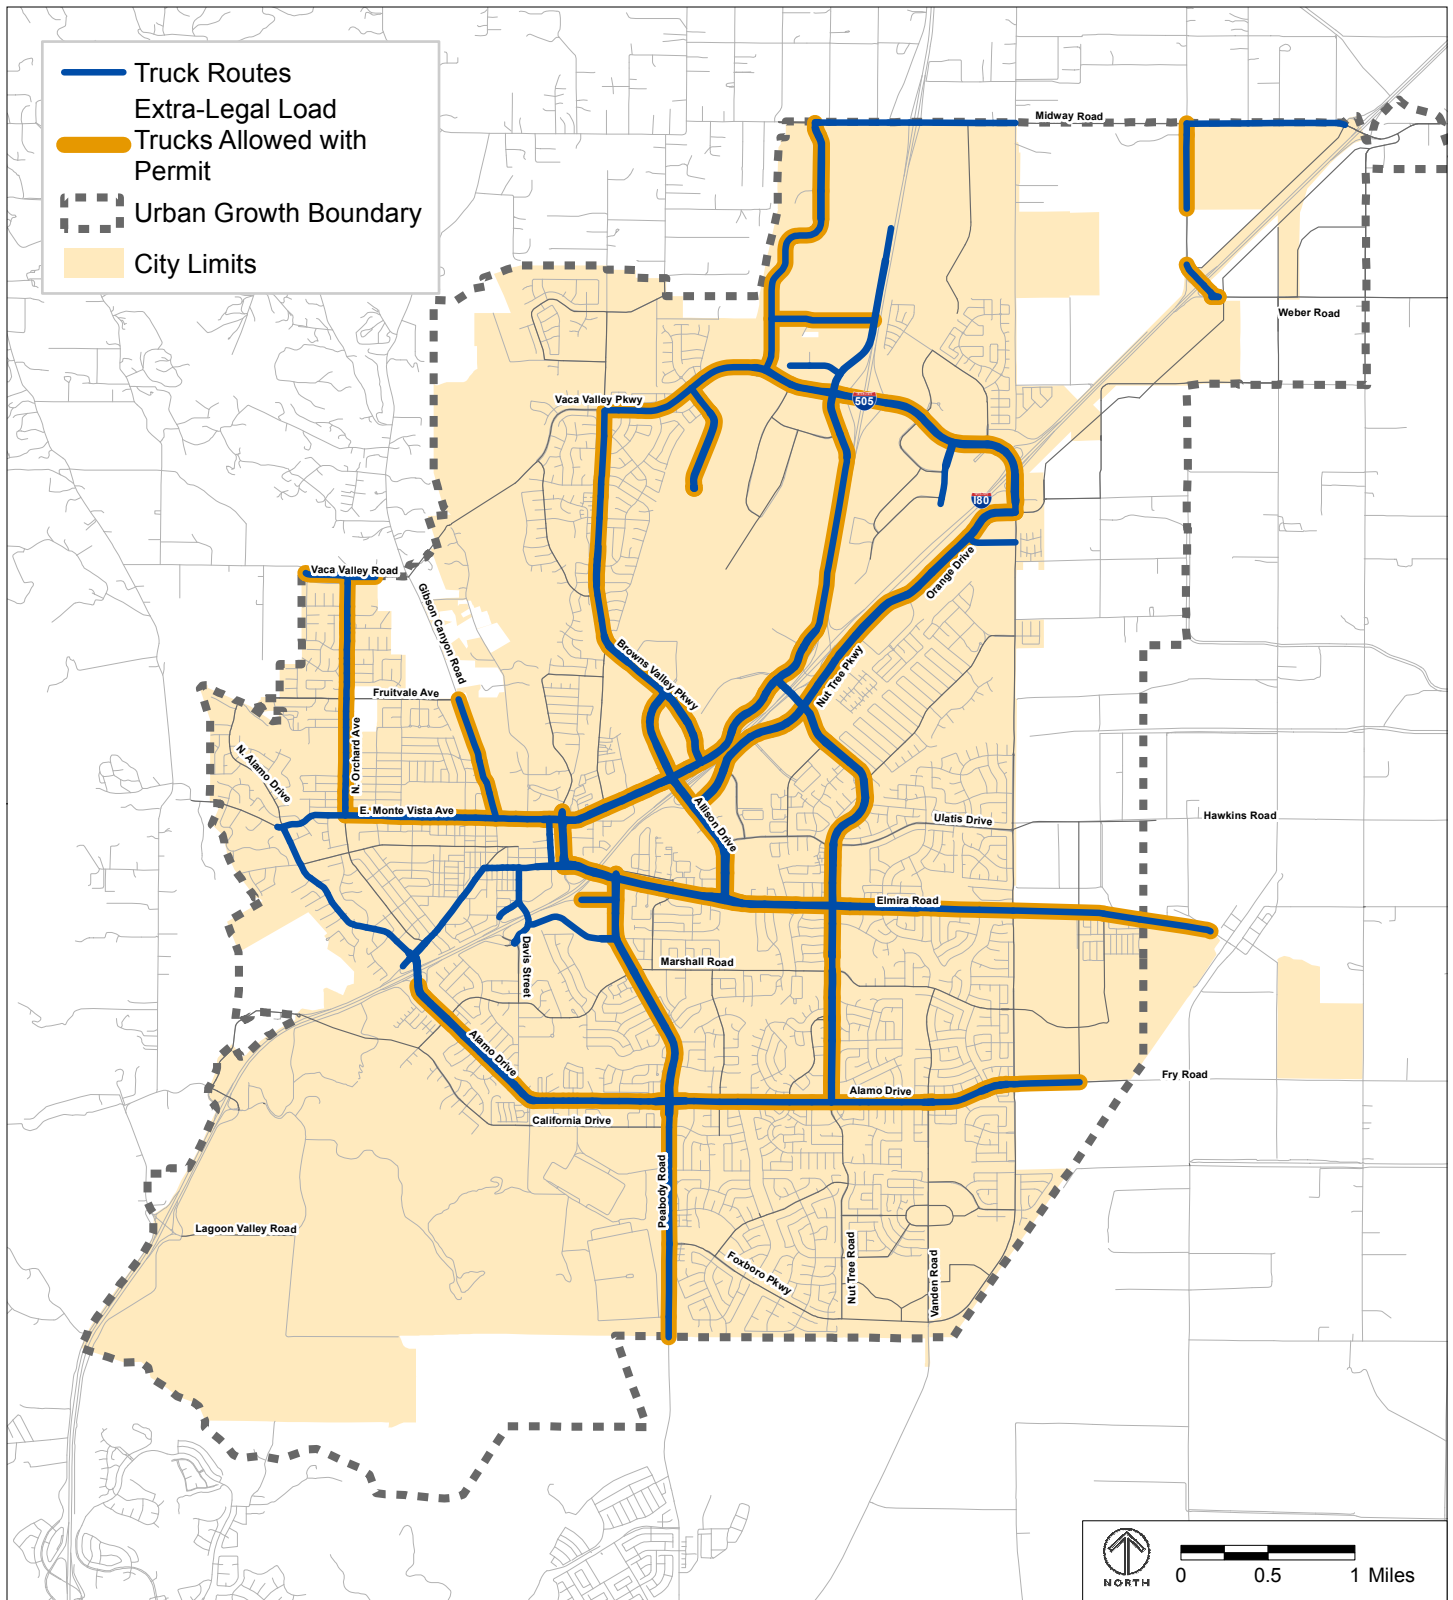 Truck Routes
Extra-Legal Load
Trucks Allowed with
Permit
Urban Growth Boundary
City Limits
Midway Road
Weber Road
Vaca Valley Pkwy
505
180
Orange Drive
Vaca Valley Road
Gibson Canyon Road
Browns Valley Pkwy
Nut Tree Pkwy
Fruitvale Ave
N. Orchard Ave
N. Alamo Drive
E. Monte Vista Ave
Allison Drive
Ulatis Drive
Hawkins Road
Elmira Road
Davis Street
Marshall Road
Alamo Drive
Alamo Drive
Fry Road
California Drive
Peabody Road
Lagoon Valley Road
Foxboro Pkwy
Nut Tree Road
Vanden Road
NORTH
0 0.5 1 Miles